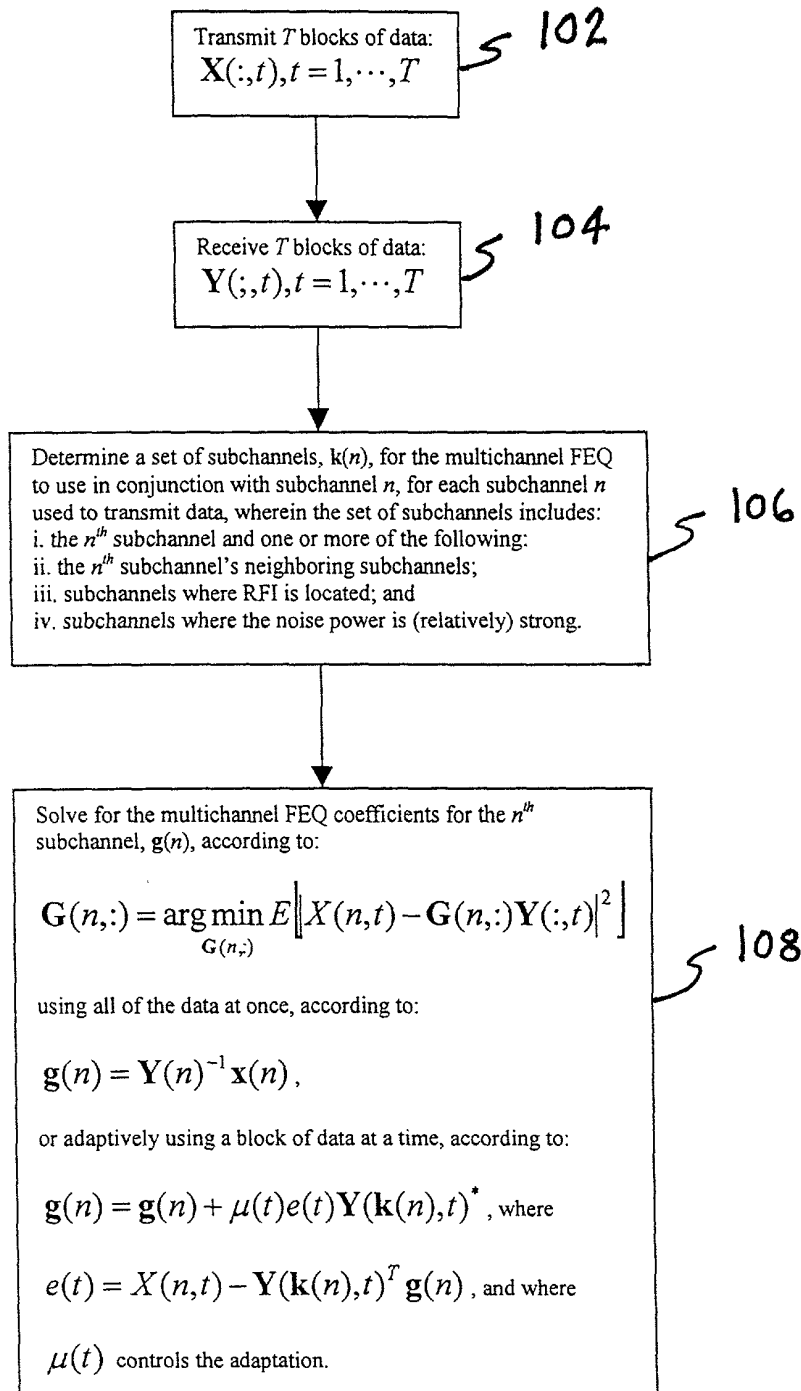 Transmit T blocks of data:
X(:,t), t = 1,⋯,T
102
Receive T blocks of data:
Y(;,t), t = 1,⋯,T
104
Determine a set of subchannels, k(n), for the multichannel FEQ
to use in conjunction with subchannel n, for each subchannel n
used to transmit data, wherein the set of subchannels includes:
i. the n^th subchannel and one or more of the following:
ii. the n^th subchannel's neighboring subchannels;
iii. subchannels where RFI is located; and
iv. subchannels where the noise power is (relatively) strong.
106
Solve for the multichannel FEQ coefficients for the n^th
subchannel, g(n), according to:
G(n,:) = arg min E⌊|X(n,t) − G(n,:)Y(:,t)|^2⌋
G(n,:)
108
using all of the data at once, according to:
g(n) = Y(n)^−1 x(n),
or adaptively using a block of data at a time, according to:
g(n) = g(n) + μ(t)e(t)Y(k(n),t)^*, where
e(t) = X(n,t) − Y(k(n),t)^T g(n), and where
μ(t) controls the adaptation.